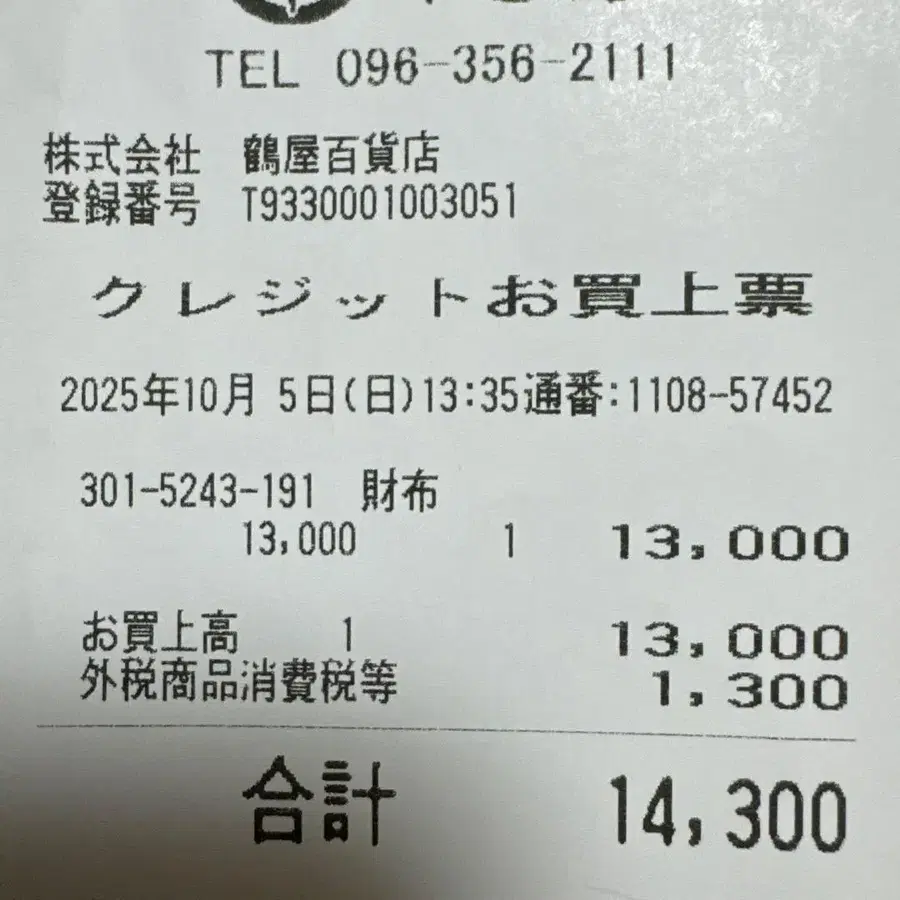 TEL 096-356-2111
株式会社 鶴屋百貨店
登録番号 T9330001003051
クレジットお買上票
2025年10月 5日(日)13:35通番:1108-57452
301-5243-191 財布
13,000 1 13,000
お買上高 1 13,000
外税商品消費税等 1,300
合計 14,300